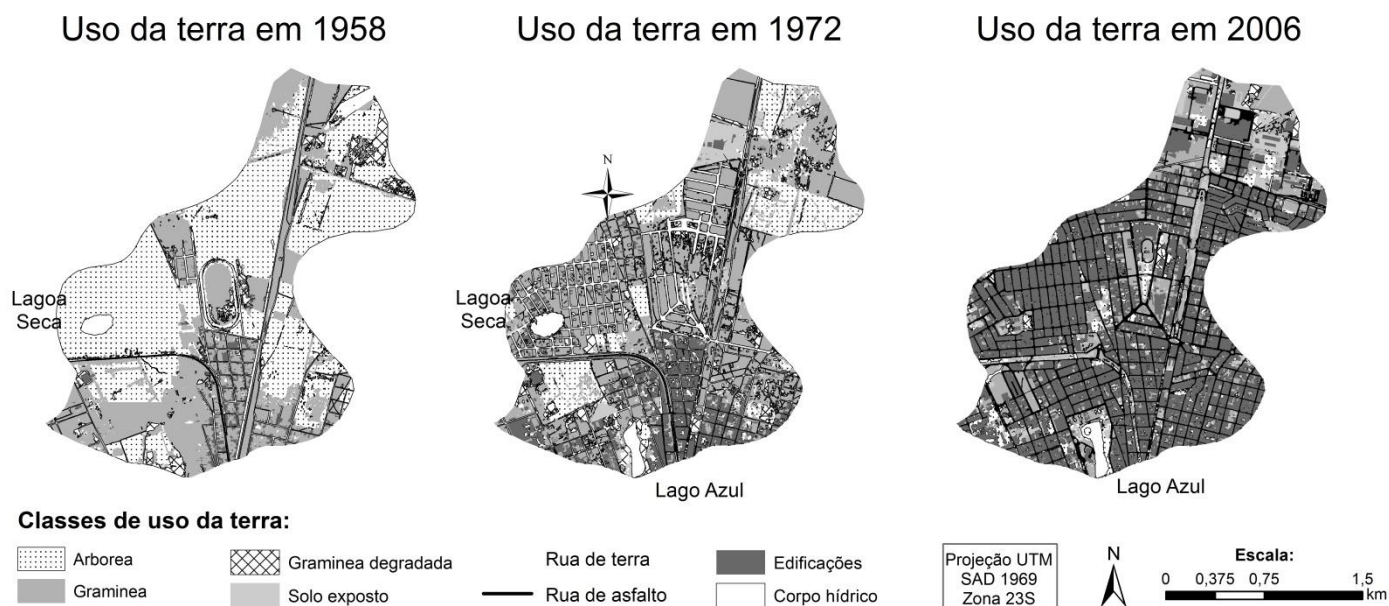 Uso da terra em 1958
Uso da terra em 1972
Uso da terra em 2006
N
Lagoa
Seca
Lagoa
Seca
Lago Azul
Lago Azul
Classes de uso da terra:
Arborea
Graminea
Graminea degradada
Solo exposto
Rua de terra
Rua de asfalto
Edificações
Corpo hídrico
Projeção UTM
SAD 1969
Zona 23S
N
Escala:
0 0,375 0,75 1,5
km